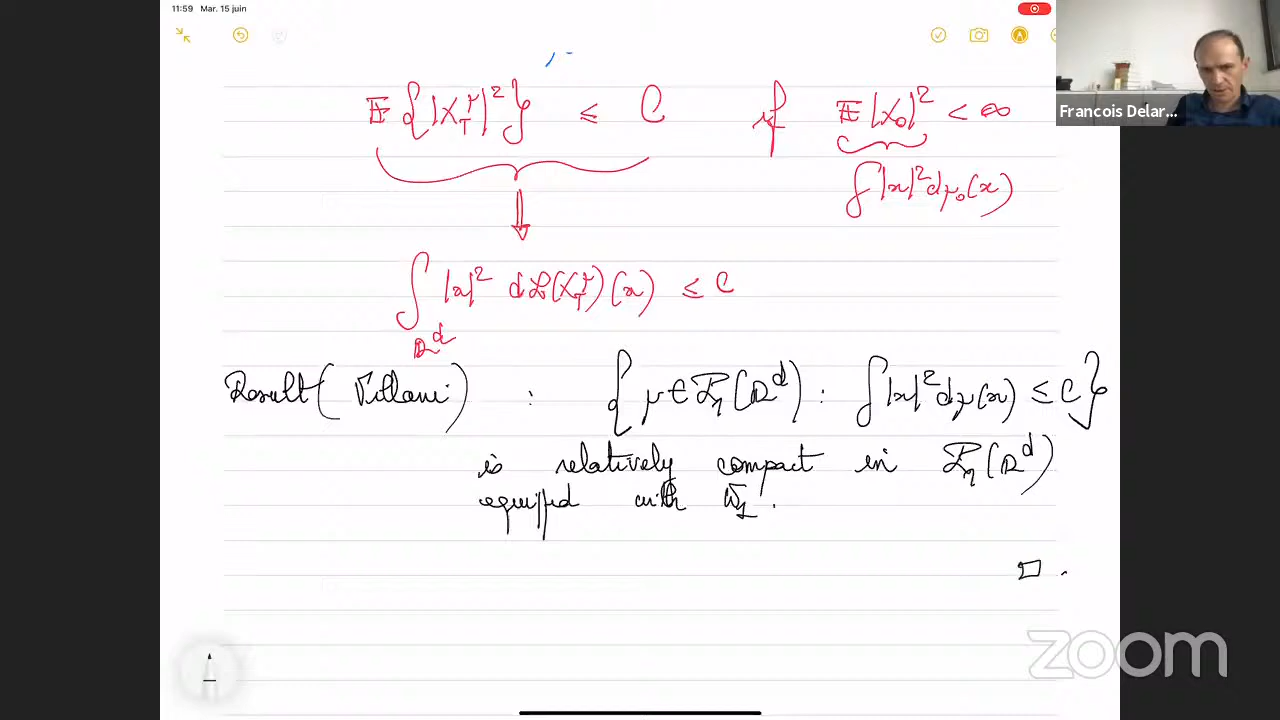 11:59 Mar. 15 juin
𝔼 { |X_T^μ|² } ≤ C if 𝔼 |X_0|² < ∞
Francois Delar...
∫ |x|² dμ_0(x)
⇓
∫_{ℝ^d} |x|² dℒ(X_T^μ)(x) ≤ C
Result (Villani) : { μ ∈ 𝒫_1(ℝ^d) : ∫ |x|² dμ(x) ≤ C }
is relatively compact in 𝒫_1(ℝ^d)
equipped with W_1 .
□ .
zoom